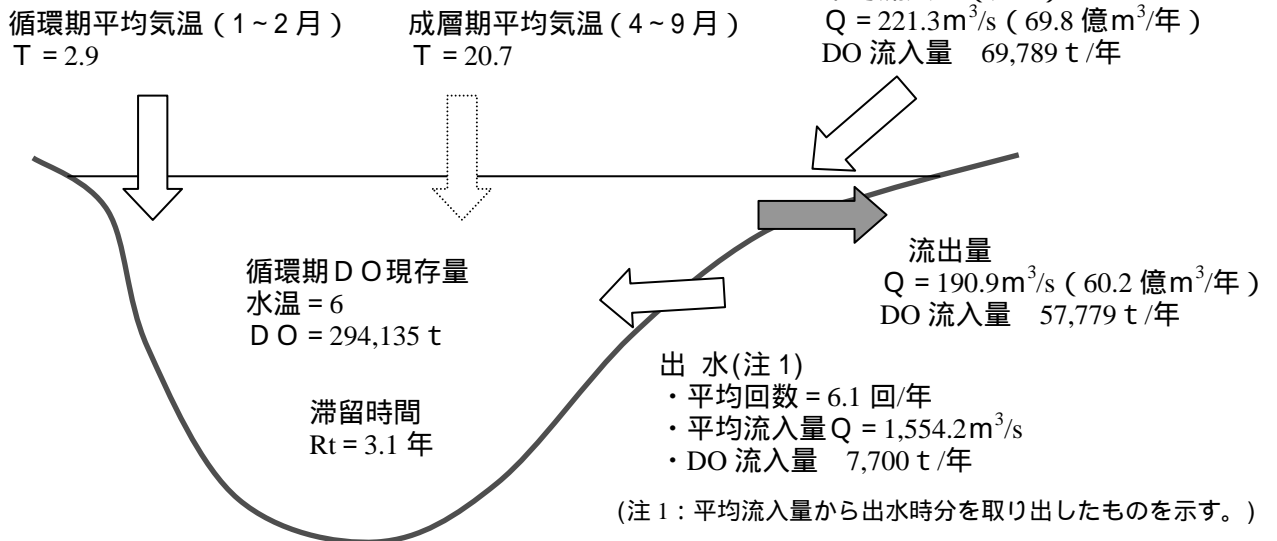 循環期平均気温（1～2月）
T＝2.9
成層期平均気温（4～9月）
T＝20.7
Q＝221.3m³/s（69.8億m³/年）
DO 流入量　69,789ｔ/年
循環期ＤＯ現存量
水温＝6
ＤＯ＝294,135ｔ
滞留時間
Rt＝3.1年
流出量
Q＝190.9m³/s（60.2億m³/年）
DO 流入量　57,779ｔ/年
出 水(注 1)
・平均回数＝6.1 回/年
・平均流入量Q＝1,554.2m³/s
・DO 流入量　7,700ｔ/年
(注 1：平均流入量から出水時分を取り出したものを示す。)